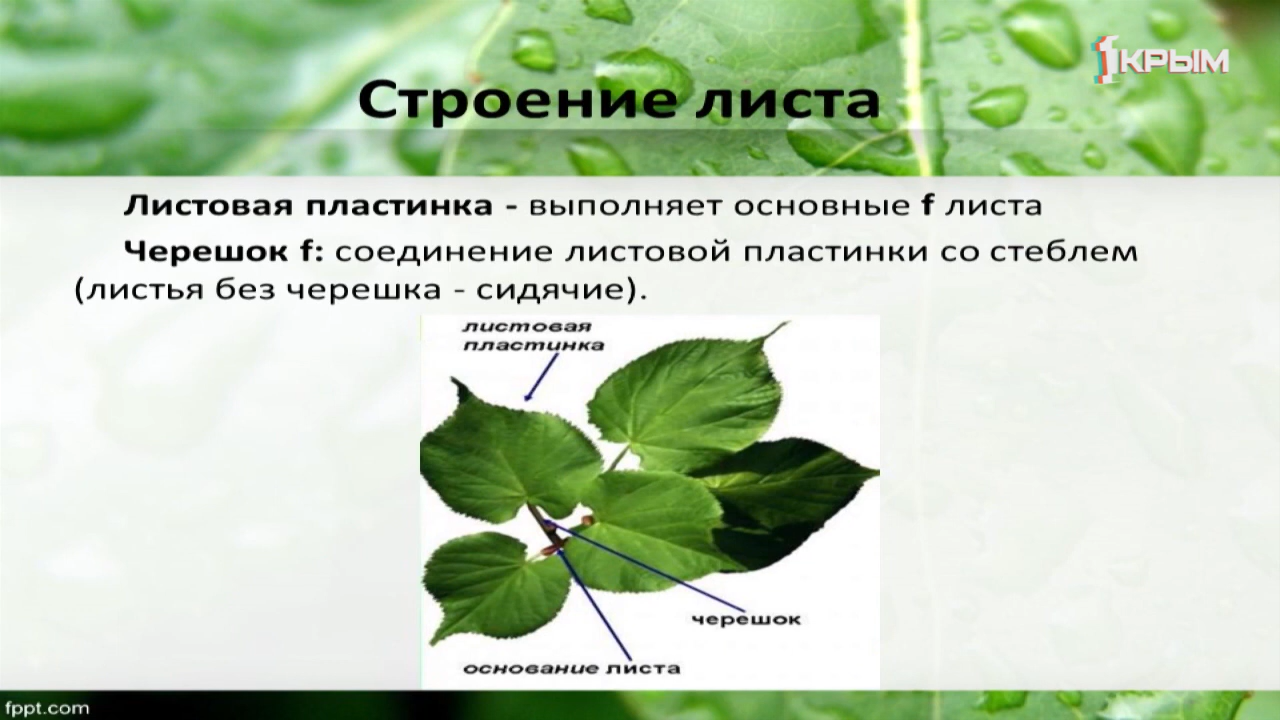 1КРЫМ
Строение листа
Листовая пластинка - выполняет основные f листа
Черешок f: соединение листовой пластинки со стеблем
(листья без черешка - сидячие).
листовая
пластинка
черешок
основание листа
fppt.com